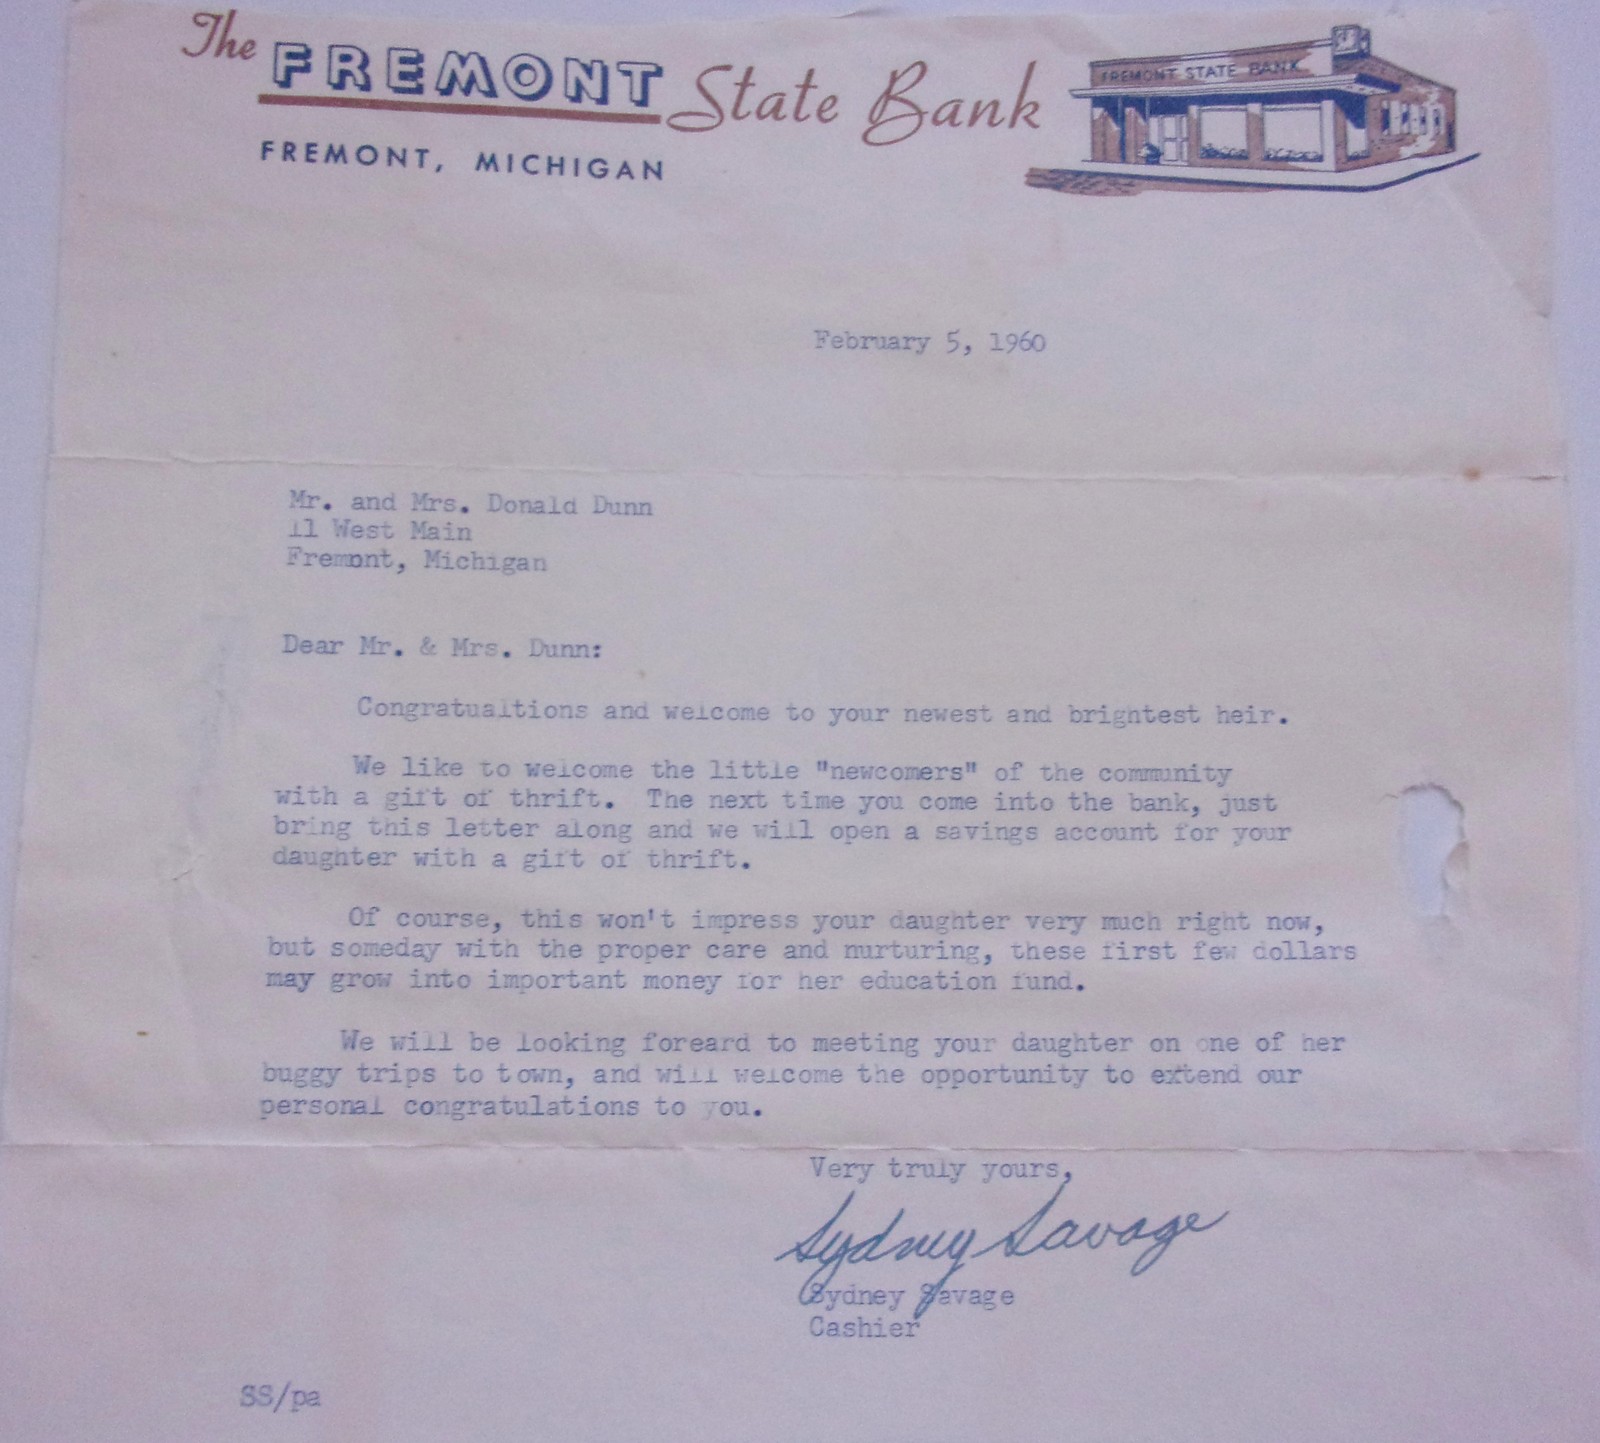 The FREMONT State Bank
FREMONT STATE BANK
FREMONT, MICHIGAN
February 5, 1960
Mr. and Mrs. Donald Dunn
11 West Main
Fremont, Michigan
Dear Mr. & Mrs. Dunn:
Congratualtions and welcome to your newest and brightest heir.
We like to welcome the little "newcomers" of the community
with a gift of thrift. The next time you come into the bank, just
bring this letter along and we will open a savings account for your
daughter with a gift of thrift.
Of course, this won't impress your daughter very much right now,
but someday with the proper care and nurturing, these first few dollars
may grow into important money for her education fund.
We will be looking foreard to meeting your daughter on one of her
buggy trips to town, and will welcome the opportunity to extend our
personal congratulations to you.
Very truly yours,
Sydney Savage
Sydney Savage
Cashier
SS/pa